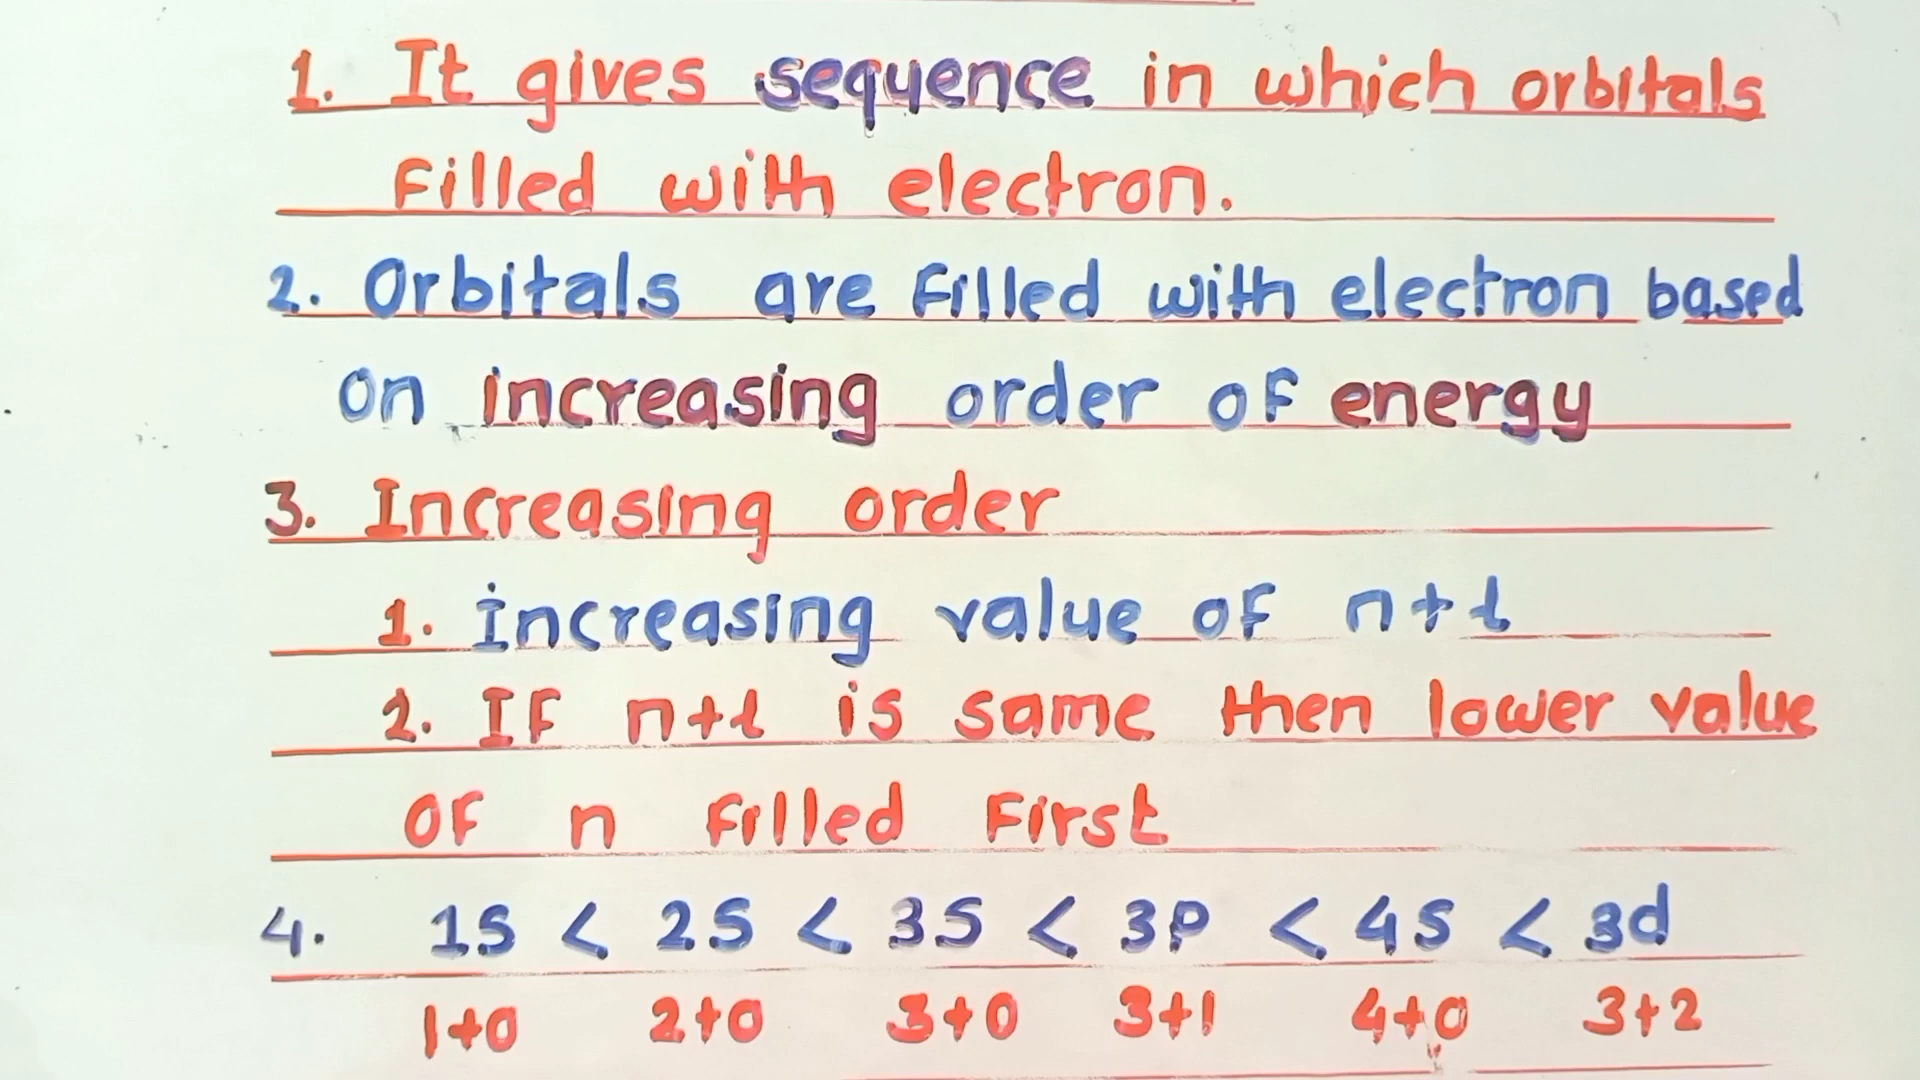 1. It gives sequence in which orbitals
Filled with electron.
2. Orbitals are filled with electron based
on increasing order of energy
3. Increasing order
1. increasing value of n+l
2. If n+l is same then lower value
of n filled first
4. 1S < 2S < 3S < 3P < 4S < 3d
1+0 2+0 3+0 3+1 4+0 3+2